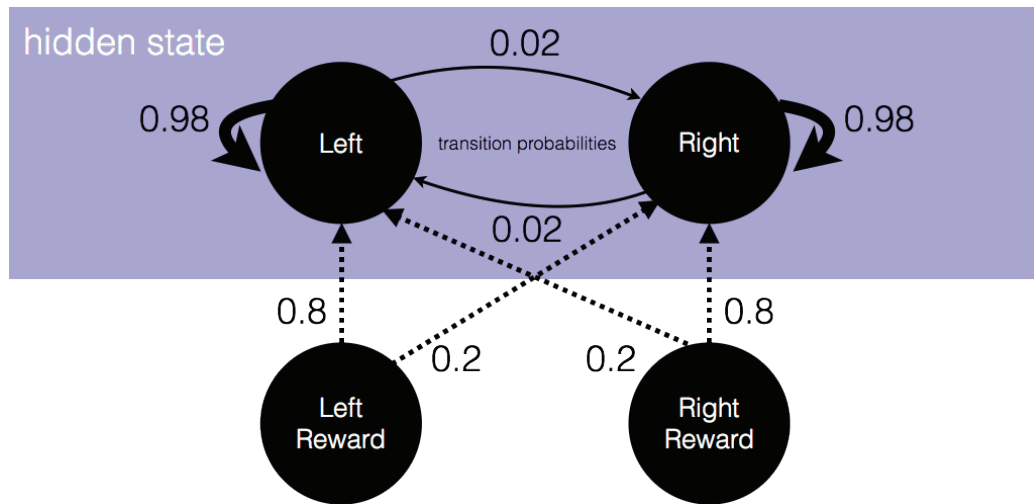 hidden state
0.02
0.98
Left
transition probabilities
Right
0.98
0.02
0.8
0.2
0.2
0.8
Left
Reward
Right
Reward